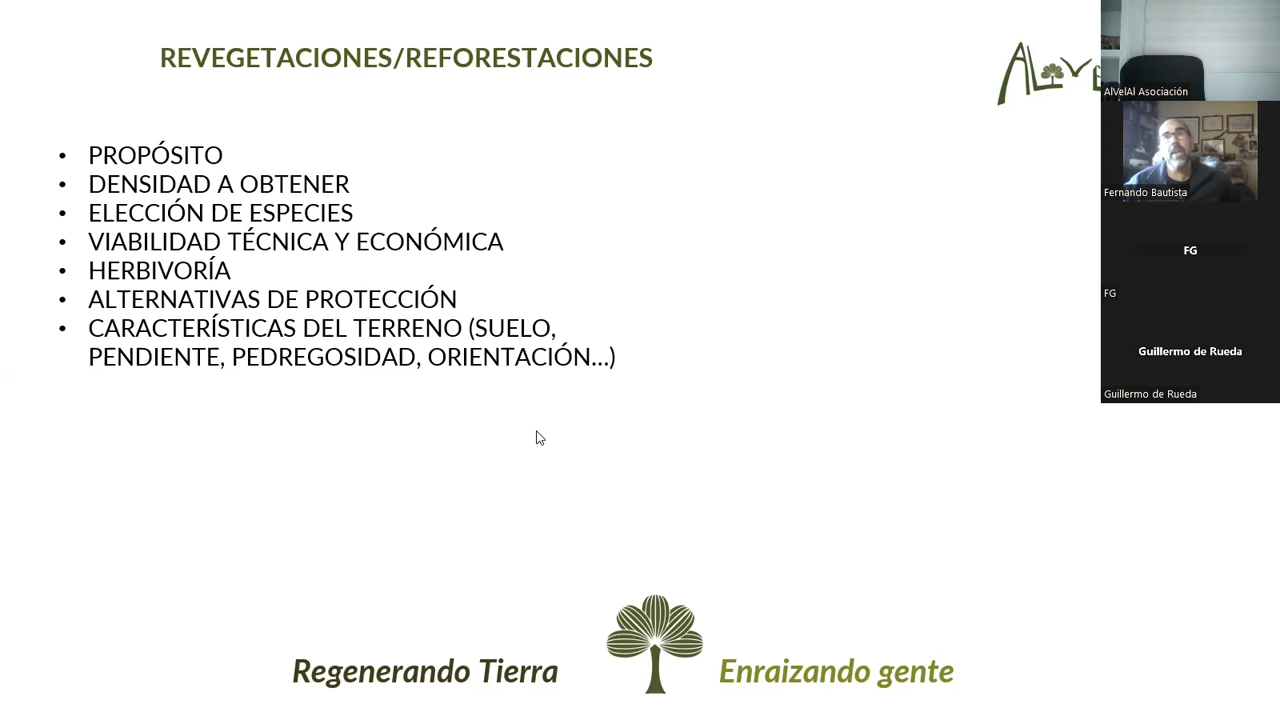 REVEGETACIONES/REFORESTACIONES
AlVelAl Asociación
• PROPÓSITO
• DENSIDAD A OBTENER
• ELECCIÓN DE ESPECIES
• VIABILIDAD TÉCNICA Y ECONÓMICA
• HERBIVORÍA
• ALTERNATIVAS DE PROTECCIÓN
• CARACTERÍSTICAS DEL TERRENO (SUELO,
PENDIENTE, PEDREGOSIDAD, ORIENTACIÓN...)
Fernando Bautista
FG
FG
Guillermo de Rueda
Guillermo de Rueda
Regenerando Tierra
Enraizando gente